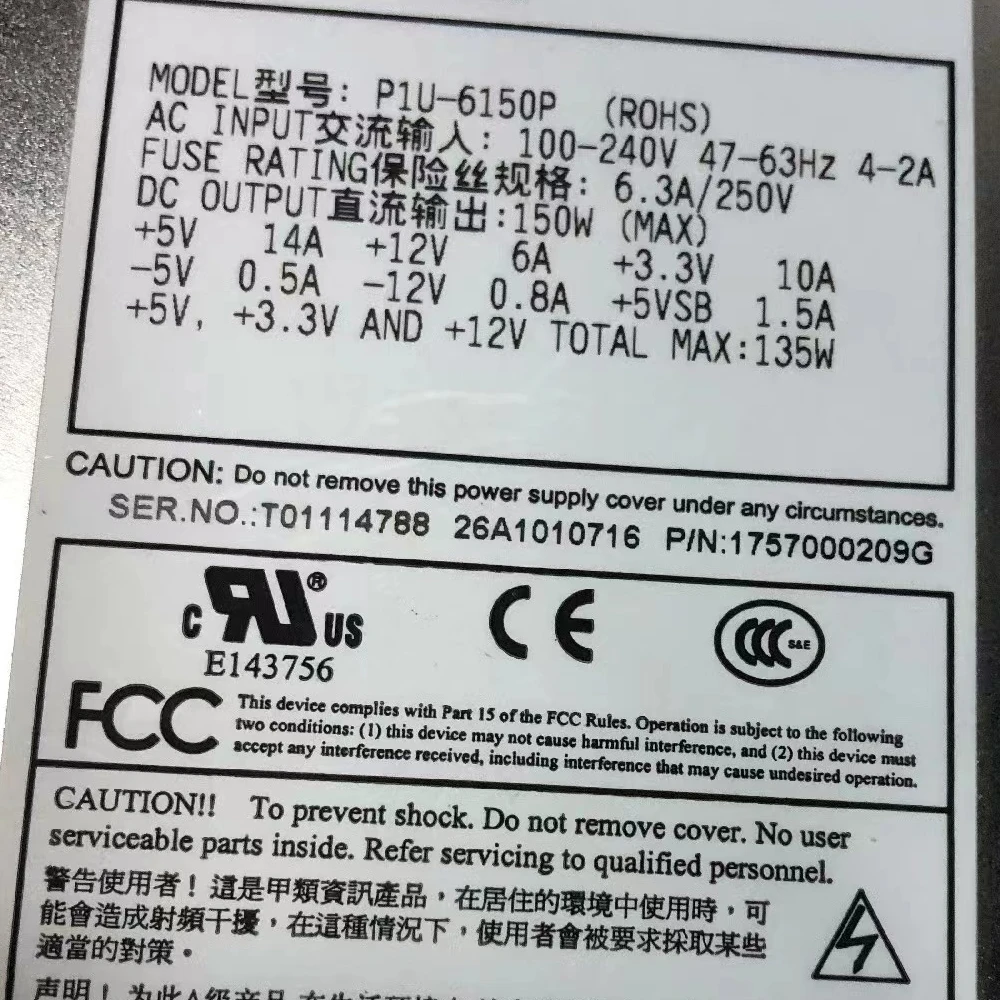 MODEL型号: P1U-6150P (ROHS)
AC INPUT交流输入: 100-240V 47-63Hz 4-2A
FUSE RATING保险丝规格: 6.3A/250V
DC OUTPUT直流输出:150W (MAX)
+5V 14A +12V 6A +3.3V 10A
-5V 0.5A -12V 0.8A +5VSB 1.5A
+5V, +3.3V AND +12V TOTAL MAX:135W
CAUTION: Do not remove this power supply cover under any circumstances.
SER.NO.:T01114788 26A1010716 P/N:1757000209G
C RU ® US
E143756
CE
CCC S&E
FCC
This device complies with Part 15 of the FCC Rules. Operation is subject to the following
two conditions: (1) this device may not cause harmful interference, and (2) this device must
accept any interference received, including interference that may cause undesired operation.
CAUTION!! To prevent shock. Do not remove cover. No user
serviceable parts inside. Refer servicing to qualified personnel.
警告使用者！這是甲類資訊產品，在居住的環境中使用時，可
能會造成射頻干擾，在這種情況下，使用者會被要求採取某些
適當的對策。
声明！为此A级产品